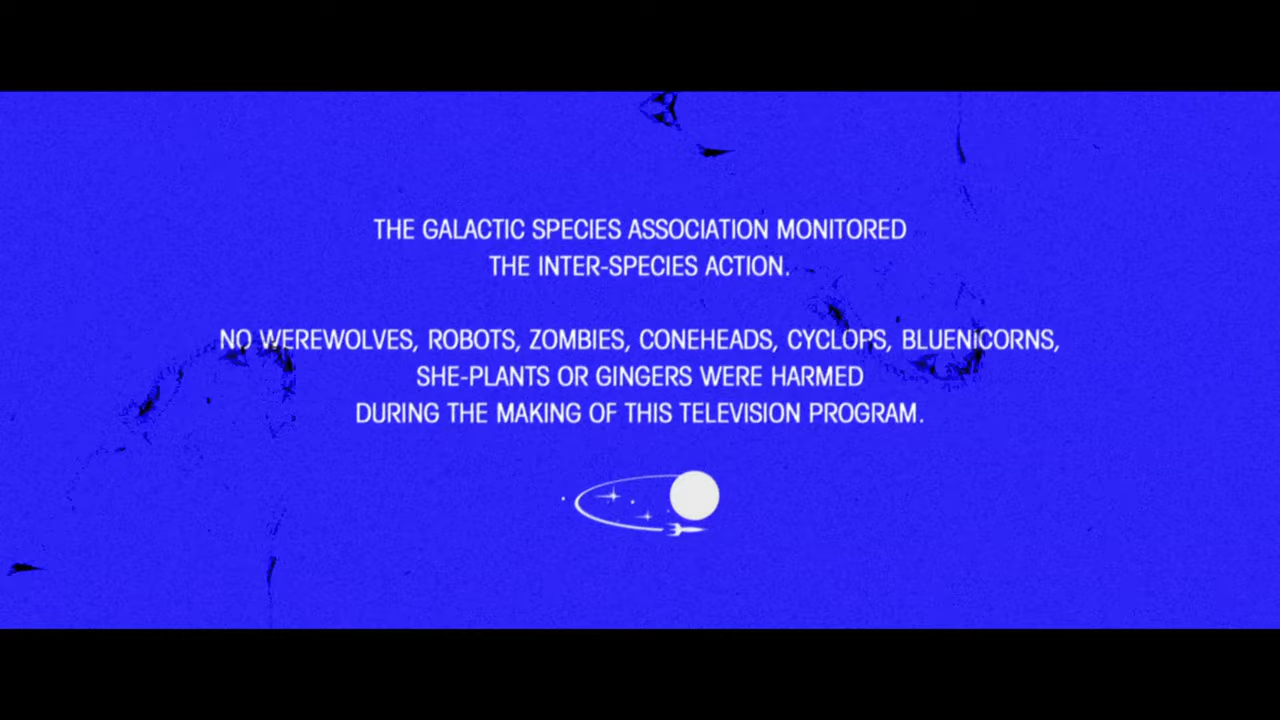 THE GALACTIC SPECIES ASSOCIATION MONITORED
THE INTER-SPECIES ACTION.
NO WEREWOLVES, ROBOTS, ZOMBIES, CONEHEADS, CYCLOPS, BLUENICORNS,
SHE-PLANTS OR GINGERS WERE HARMED
DURING THE MAKING OF THIS TELEVISION PROGRAM.